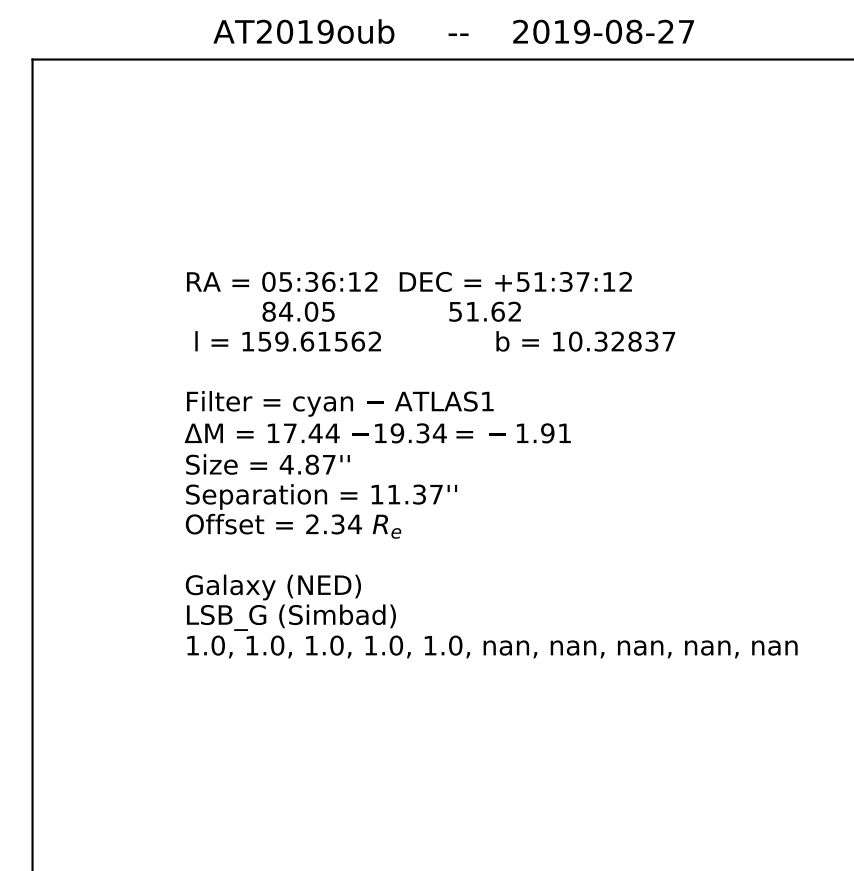 AT2019oub -- 2019-08-27
RA = 05:36:12 DEC = +51:37:12
84.05 51.62
l = 159.61562 b = 10.32837
Filter = cyan − ATLAS1
ΔM = 17.44 −19.34 = − 1.91
Size = 4.87''
Separation = 11.37''
Offset = 2.34 Rₑ
Galaxy (NED)
LSB_G (Simbad)
1.0, 1.0, 1.0, 1.0, 1.0, nan, nan, nan, nan, nan